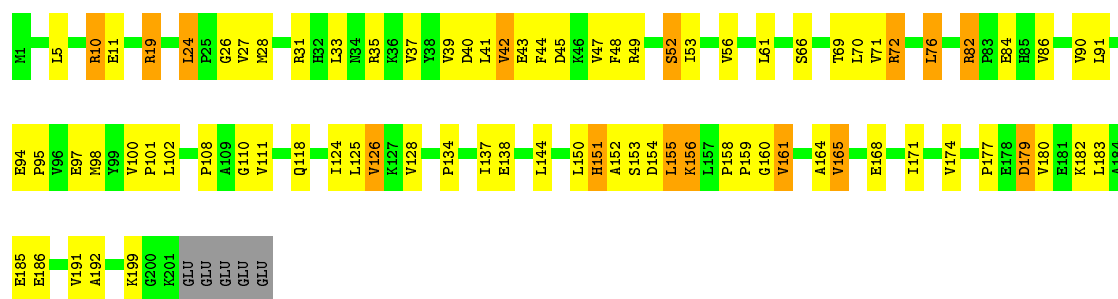 M1 L5 R10 E11 R19 L24 P25 G26 V27 M28 R31 H32 L33 N34 R35 K36 V37 Y38 V39 D40 L41 V42 E43 F44 D45 K46 V47 F48 R49 S52 I53 V56 L61 S66 T69 L70 V71 R72 L76 R82 P83 E84 H85 V86 V90 L91
E94 P95 V96 E97 M98 Y99 V100 P101 L102 P108 A109 G110 V111 Q118 I124 L125 V126 K127 V128 P134 I137 E138 L144 L150 H151 A152 S153 D154 L155 K156 L157 P158 P159 G160 V161 A164 V165 E168 I171 V174 P177 E178 D179 V180 E181 K182 L183
E185 E186 V191 A192 K199 G200 K201 GLU GLU GLU GLU GLU